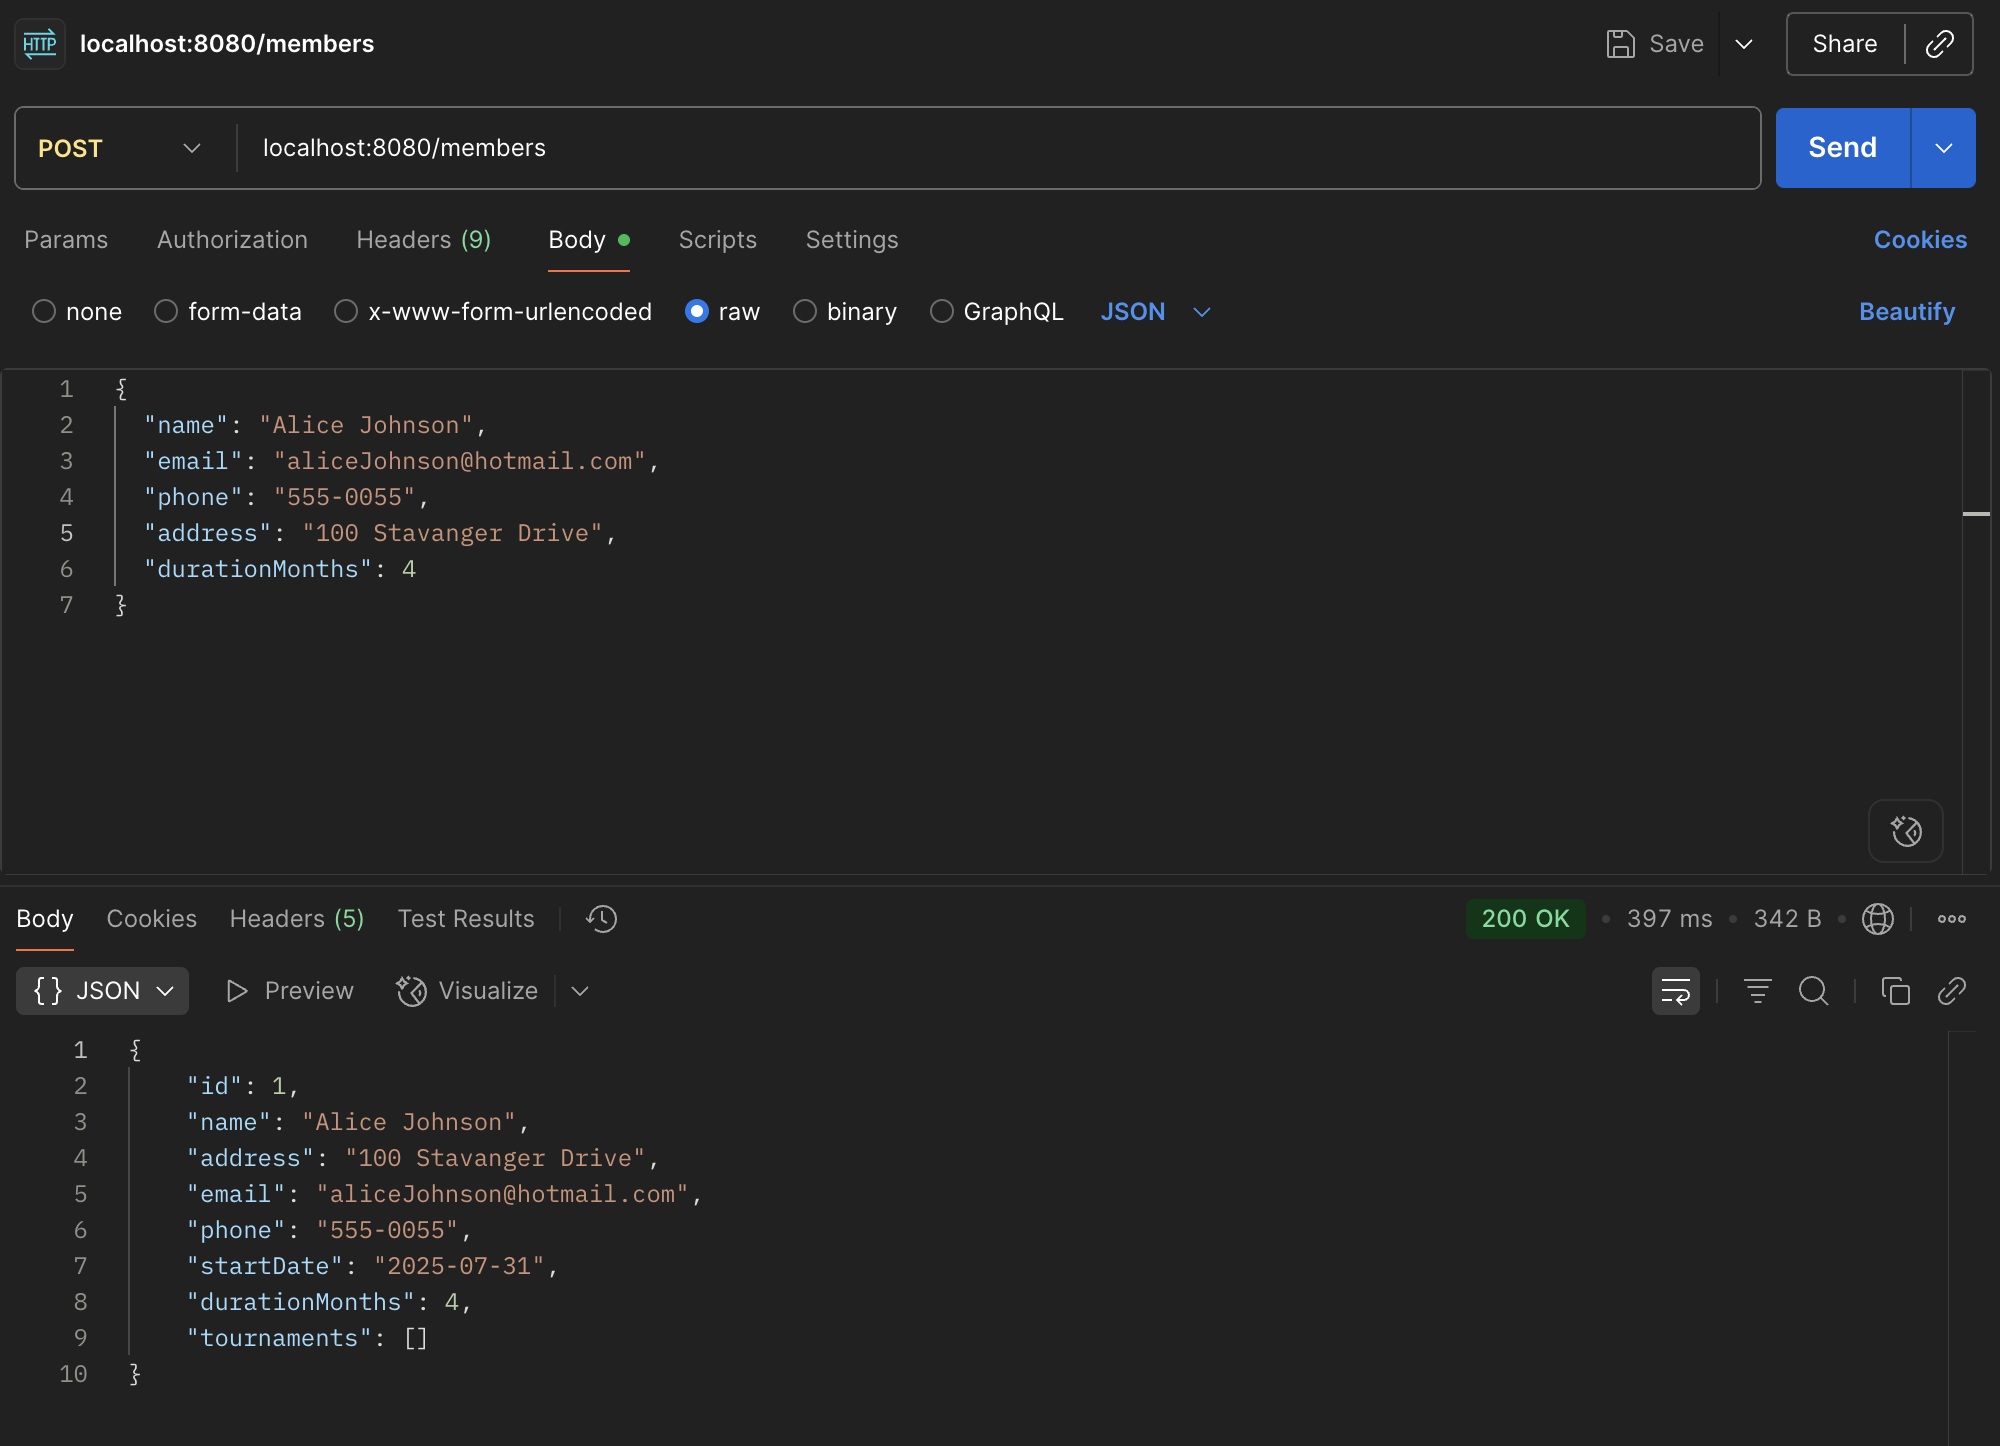 HTTP localhost:8080/members Save Share
POST localhost:8080/members Send
Params Authorization Headers (9) Body Scripts Settings Cookies
none form-data x-www-form-urlencoded raw binary GraphQL JSON Beautify
1 {
2 "name": "Alice Johnson",
3 "email": "aliceJohnson@hotmail.com",
4 "phone": "555-0055",
5 "address": "100 Stavanger Drive",
6 "durationMonths": 4
7 }
Body Cookies Headers (5) Test Results 200 OK • 397 ms • 342 B •
{} JSON Preview Visualize
1 {
2 "id": 1,
3 "name": "Alice Johnson",
4 "address": "100 Stavanger Drive",
5 "email": "aliceJohnson@hotmail.com",
6 "phone": "555-0055",
7 "startDate": "2025-07-31",
8 "durationMonths": 4,
9 "tournaments": []
10 }